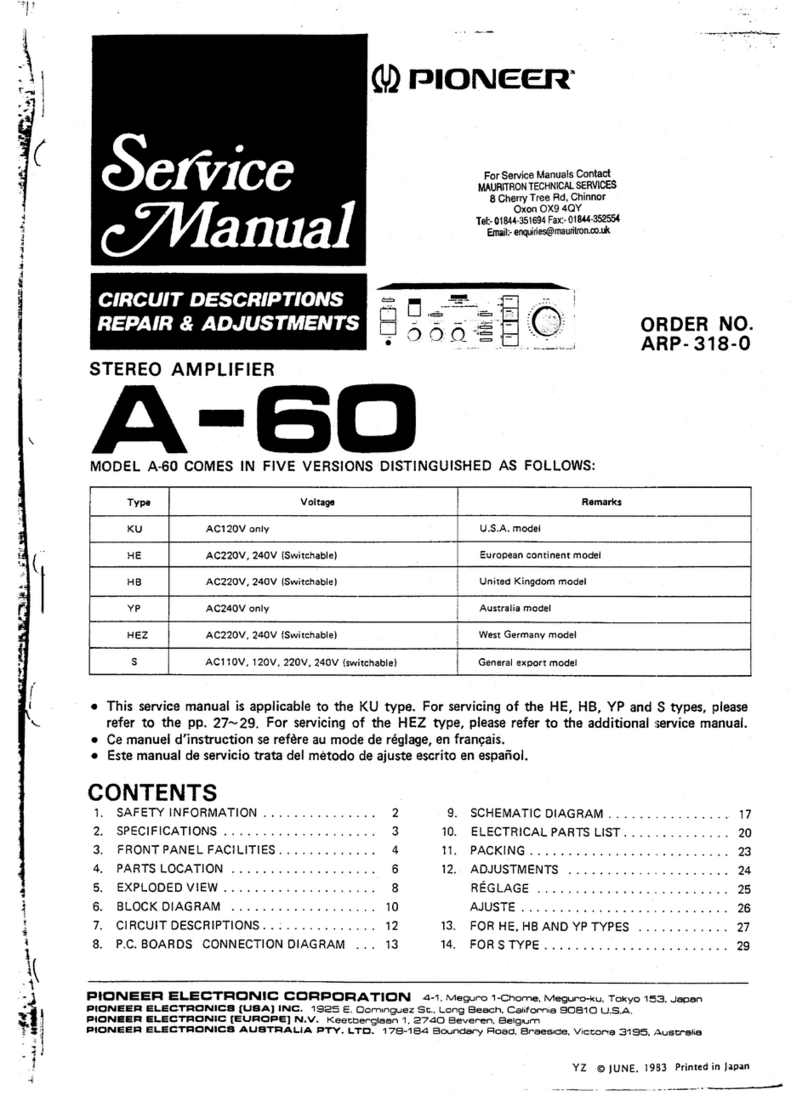 PIONEER
Service
Manual
For Service Manuals Contact
MAURITRON TECHNICAL SERVICES
8 Cherry Tree Rd, Chinnor
Oxon OX9 4QY
Tel:- 01844-351694 Fax:- 01844-352554
Email:- enquiries@mauritron.co.uk
CIRCUIT DESCRIPTIONS
REPAIR & ADJUSTMENTS
ORDER NO.
ARP-318-0
STEREO AMPLIFIER
A-60
MODEL A-60 COMES IN FIVE VERSIONS DISTINGUISHED AS FOLLOWS:
Type Voltage Remarks
KU AC120V only U.S.A. model
HE AC220V, 240V (Switchable) European continent model
HB AC220V, 240V (Switchable) United Kingdom model
YP AC240V only Australia model
HEZ AC220V, 240V (Switchable) West Germany model
S AC110V, 120V, 220V, 240V (switchable) General export model
• This service manual is applicable to the KU type. For servicing of the HE, HB, YP and S types, please
refer to the pp. 27~29. For servicing of the HEZ type, please refer to the additional service manual.
• Ce manuel d'instruction se refère au mode de réglage, en français.
• Este manual de servicio trata del método de ajuste escrito en español.
CONTENTS
1. SAFETY INFORMATION ............... 2
2. SPECIFICATIONS .................... 3
3. FRONT PANEL FACILITIES ............. 4
4. PARTS LOCATION .................... 6
5. EXPLODED VIEW .................... 8
6. BLOCK DIAGRAM .................... 10
7. CIRCUIT DESCRIPTIONS ............... 12
8. P.C. BOARDS CONNECTION DIAGRAM ... 13
9. SCHEMATIC DIAGRAM ................ 17
10. ELECTRICAL PARTS LIST .............. 20
11. PACKING .......................... 23
12. ADJUSTMENTS ...................... 24
RÉGLAGE .......................... 25
AJUSTE ........................... 26
13. FOR HE, HB AND YP TYPES ............ 27
14. FOR S TYPE ........................ 29
PIONEER ELECTRONIC CORPORATION 4-1, Meguro 1-Chome, Meguro-ku, Tokyo 153, Japan
PIONEER ELECTRONICS [USA] INC. 1925 E. Dominguez St., Long Beach, California 90810 U.S.A.
PIONEER ELECTRONIC [EUROPE] N.V. Keetberglaan 1, 2740 Beveren, Belgium
PIONEER ELECTRONICS AUSTRALIA PTY. LTD. 178-184 Boundary Road, Braeside, Victoria 3195, Australia
YZ © JUNE, 1983 Printed in Japan